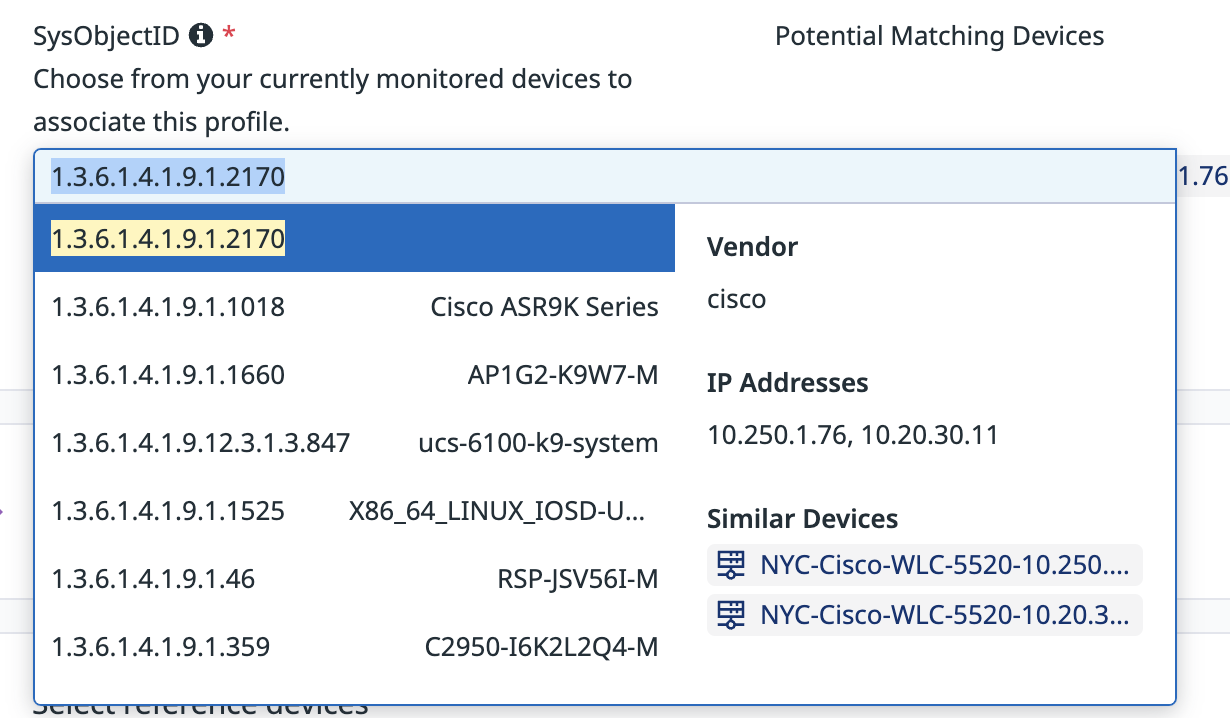 SysObjectID *
Potential Matching Devices
Choose from your currently monitored devices to
associate this profile.
1.3.6.1.4.1.9.1.2170
1.76
1.3.6.1.4.1.9.1.2170
1.3.6.1.4.1.9.1.1018 Cisco ASR9K Series
1.3.6.1.4.1.9.1.1660 AP1G2-K9W7-M
1.3.6.1.4.1.9.12.3.1.3.847 ucs-6100-k9-system
1.3.6.1.4.1.9.1.1525 X86_64_LINUX_IOSD-U...
1.3.6.1.4.1.9.1.46 RSP-JSV56I-M
1.3.6.1.4.1.9.1.359 C2950-I6K2L2Q4-M
Vendor
cisco
IP Addresses
10.250.1.76, 10.20.30.11
Similar Devices
NYC-Cisco-WLC-5520-10.250....
NYC-Cisco-WLC-5520-10.20.3...
Select reference devices